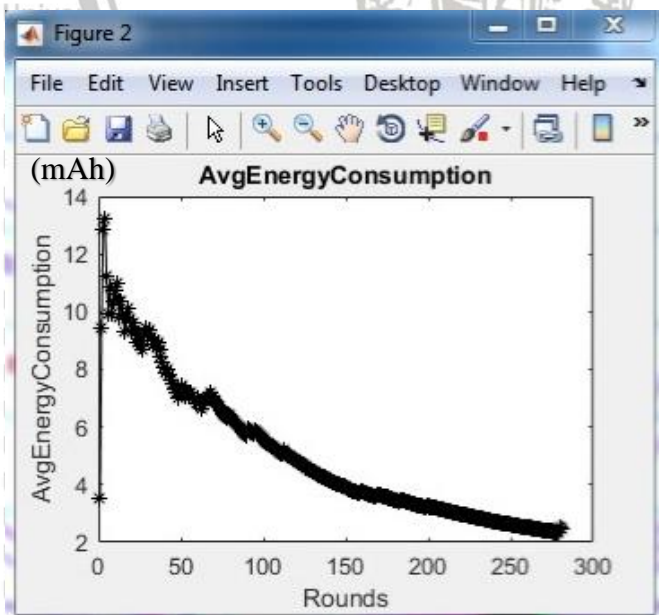 Figure 2
File Edit View Insert Tools Desktop Window Help
(mAh)
AvgEnergyConsumption
14
12
10
8
6
4
2
AvgEnergyConsumption
0 50 100 150 200 250 300
Rounds